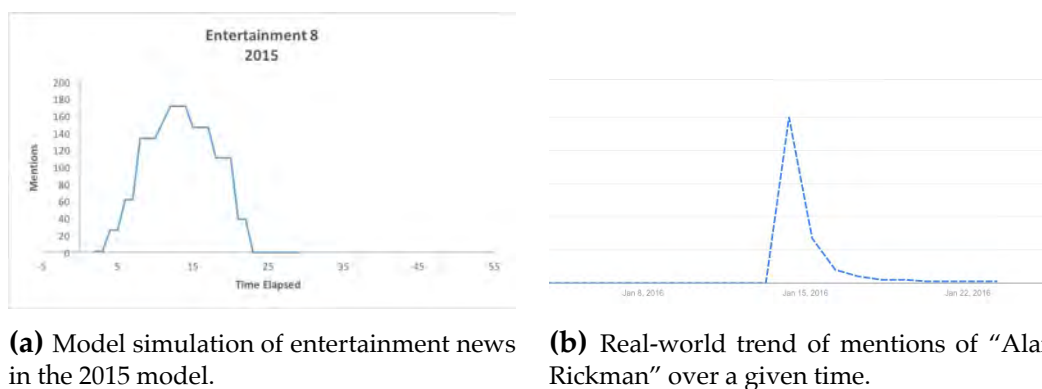 Entertainment 8
2015
200
180
160
140
120
100
80
60
40
20
0
Mentions
-5 5 15 25 35 45 55
Time Elapsed
Jan 8, 2016 Jan 15, 2016 Jan 22, 2016
(a) Model simulation of entertainment news
in the 2015 model.
(b) Real-world trend of mentions of “Alan
Rickman” over a given time.